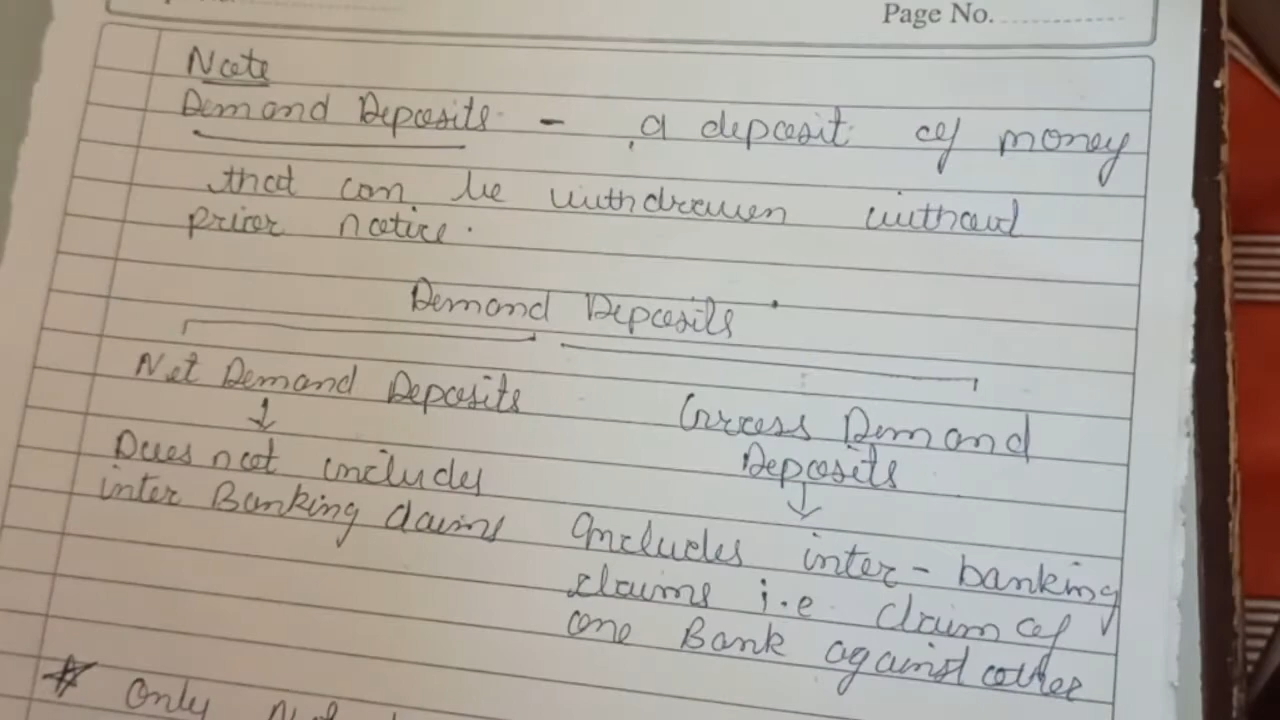 Page No.
Note
Demand Deposits - a deposit of money
that can be withdrawen without
prior notice.
Demand Deposits
Net Demand Deposits
Gross Demand
Deposits
Does not includes
inter Banking claims
Includes inter-banking
claims i.e. claim of
one Bank against other
* Only